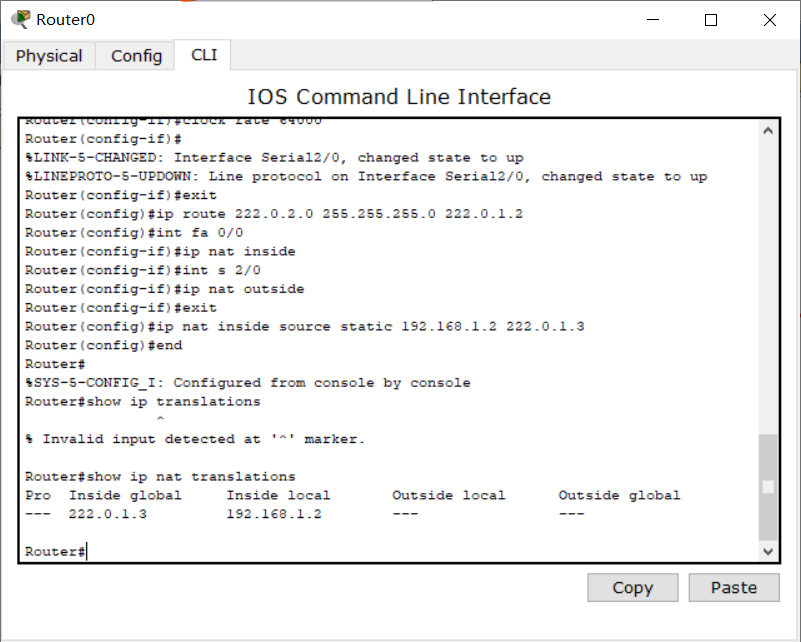 Router0
Physical Config CLI
IOS Command Line Interface
Router(config-if)#clock rate 64000
Router(config-if)#
%LINK-5-CHANGED: Interface Serial2/0, changed state to up
%LINEPROTO-5-UPDOWN: Line protocol on Interface Serial2/0, changed state to up
Router(config-if)#exit
Router(config)#ip route 222.0.2.0 255.255.255.0 222.0.1.2
Router(config)#int fa 0/0
Router(config-if)#ip nat inside
Router(config-if)#int s 2/0
Router(config-if)#ip nat outside
Router(config-if)#exit
Router(config)#ip nat inside source static 192.168.1.2 222.0.1.3
Router(config)#end
Router#
%SYS-5-CONFIG_I: Configured from console by console
Router#show ip translations
^
% Invalid input detected at '^' marker.
Router#show ip nat translations
Pro Inside global Inside local Outside local Outside global
--- 222.0.1.3 192.168.1.2 --- ---
Router#
Copy Paste